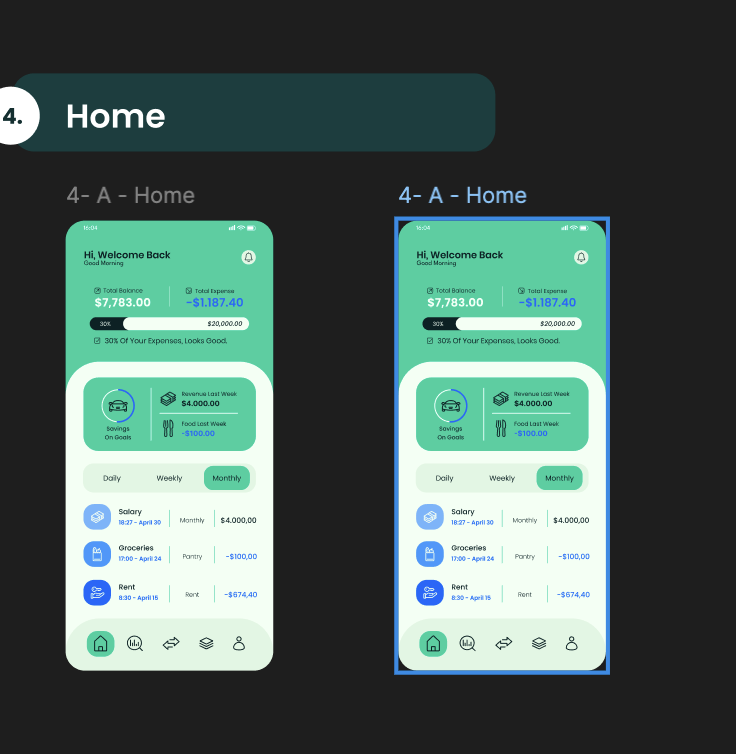 4.
Home
4- A - Home
16:04
Hi, Welcome Back
Good Morning
Total Balance
Total Expense
$7,783.00
-$1.187.40
30%
$20,000.00
30% Of Your Expenses, Looks Good.
Savings
On Goals
Revenue Last Week
$4.000.00
Food Last Week
-$100.00
Daily
Weekly
Monthly
Salary
18:27 - April 30
Monthly
$4.000,00
Groceries
17:00 - April 24
Pantry
-$100,00
Rent
8:30 - April 15
Rent
-$674,40
4- A - Home
16:04
Hi, Welcome Back
Good Morning
Total Balance
Total Expense
$7,783.00
-$1.187.40
30%
$20,000.00
30% Of Your Expenses, Looks Good.
Savings
On Goals
Revenue Last Week
$4.000.00
Food Last Week
-$100.00
Daily
Weekly
Monthly
Salary
18:27 - April 30
Monthly
$4.000,00
Groceries
17:00 - April 24
Pantry
-$100,00
Rent
8:30 - April 15
Rent
-$674,40